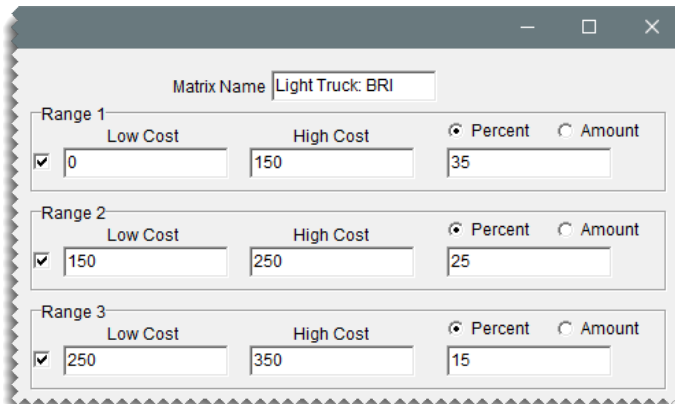 Matrix Name Light Truck: BRI
Range 1
Low Cost High Cost Percent Amount
0 150 35
Range 2
Low Cost High Cost Percent Amount
150 250 25
Range 3
Low Cost High Cost Percent Amount
250 350 15